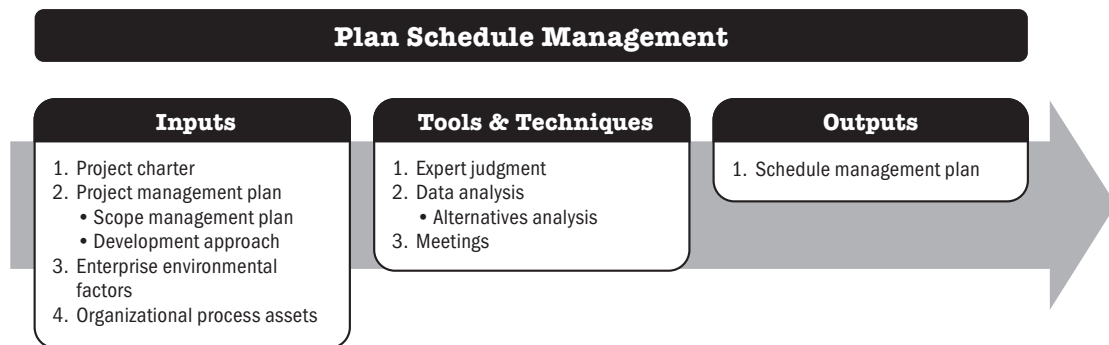 Plan Schedule Management
Inputs
1. Project charter
2. Project management plan
• Scope management plan
• Development approach
3. Enterprise environmental
factors
4. Organizational process assets
Tools & Techniques
1. Expert judgment
2. Data analysis
• Alternatives analysis
3. Meetings
Outputs
1. Schedule management plan